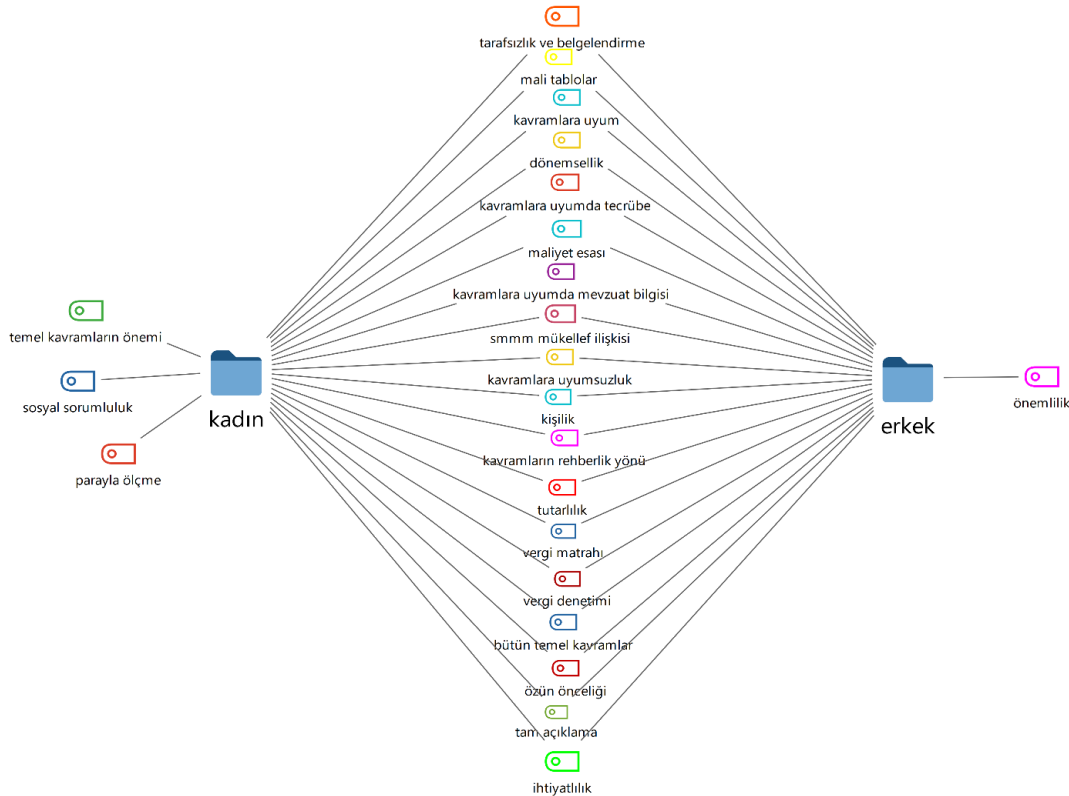 tarafsızlık ve belgelendirme
mali tablolar
kavramlara uyum
dönemsellik
kavramlara uyumda tecrübe
maliyet esası
kavramlara uyumda mevzuat bilgisi
smmm mükellef ilişkisi
kavramlara uyumsuzluk
kişilik
kavramların rehberlik yönü
tutarlılık
vergi matrahı
vergi denetimi
bütün temel kavramlar
özün önceliği
tam açıklama
ihtiyatlılık
temel kavramların önemi
sosyal sorumluluk
parayla ölçme
kadın
erkek
önemlilik